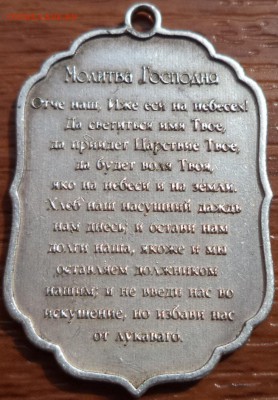 Молитва Господня
Отче наш, Иже еси на небесех!
Да светиться имя Твое,
да приидет Царствие Твое,
да будет воля Твоя,
яко на небеси и на земли.
Хлеб наш насущний даждь
нам днесь; и остави нам
долги наша, якоже и мы
оставляем должником
нашим; и не введи нас во
искушение, но избави нас
от лукаваго.